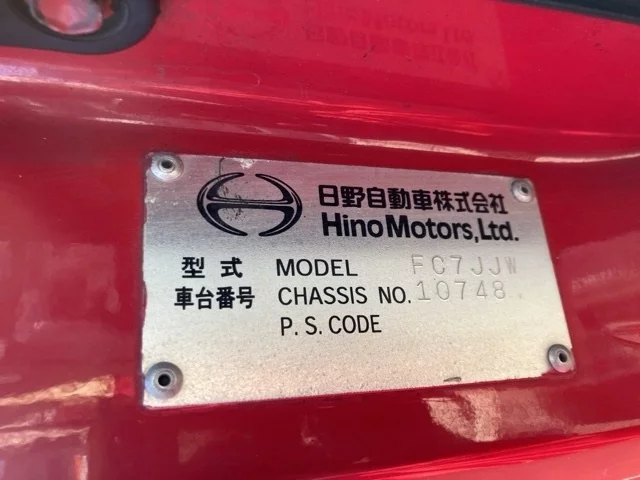 日野自動車株式会社
Hino Motors, Ltd.
型式 MODEL FC7JJW
車台番号 CHASSIS NO. 10748
P.S. CODE